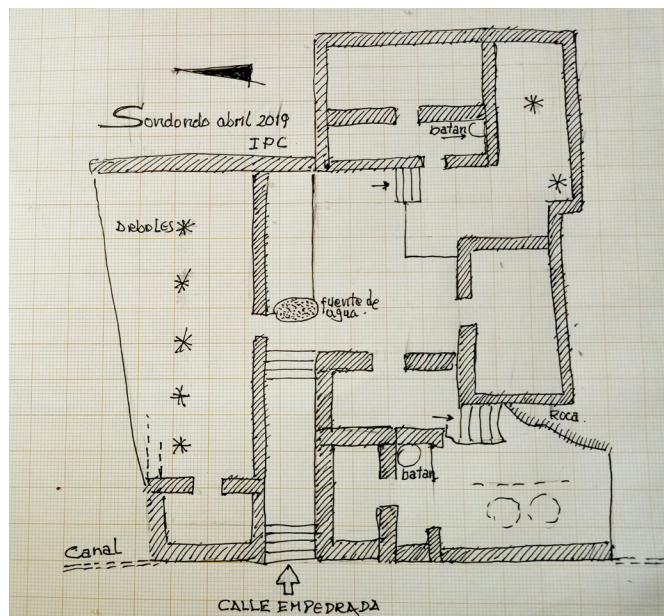 Sondondo abril 2019
IPC
batan
arboles
fuente de
agua.
Roca.
batan
Canal
CALLE EMPEDRADA